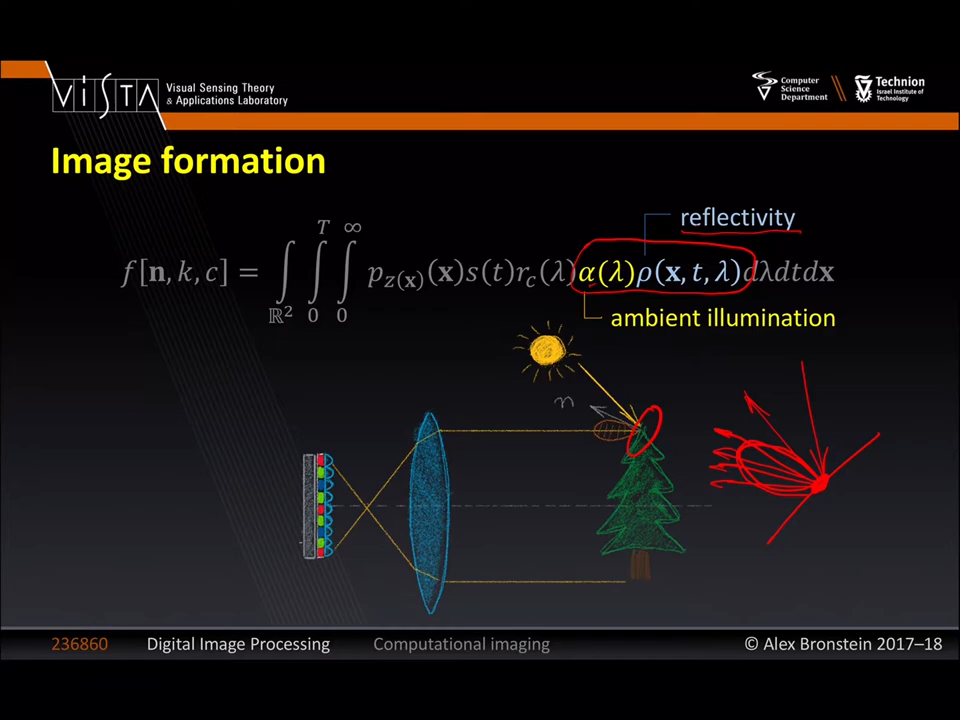 VISTA Visual Sensing Theory
& Applications Laboratory
Computer
Science
Department
Technion
Israel Institute of
Technology
Image formation
reflectivity
T ∞
f[n, k, c] = ∫ ∫ ∫ p_{z(x)}(x)s(t)r_c(λ)α(λ)ρ(x, t, λ)dλdtdx
ℝ² 0 0
ambient illumination
n
236860 Digital Image Processing Computational imaging © Alex Bronstein 2017–18